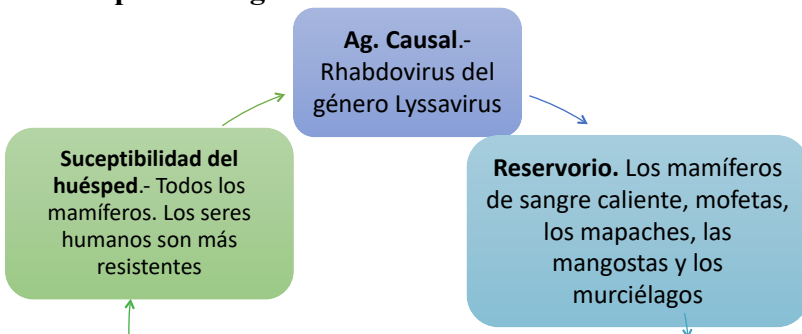 Ag. Causal.-
Rhabdovirus del
género Lyssavirus
Suceptibilidad del
huésped.- Todos los
mamíferos. Los seres
humanos son más
resistentes
Reservorio. Los mamíferos
de sangre caliente, mofetas,
los mapaches, las
mangostas y los
murciélagos